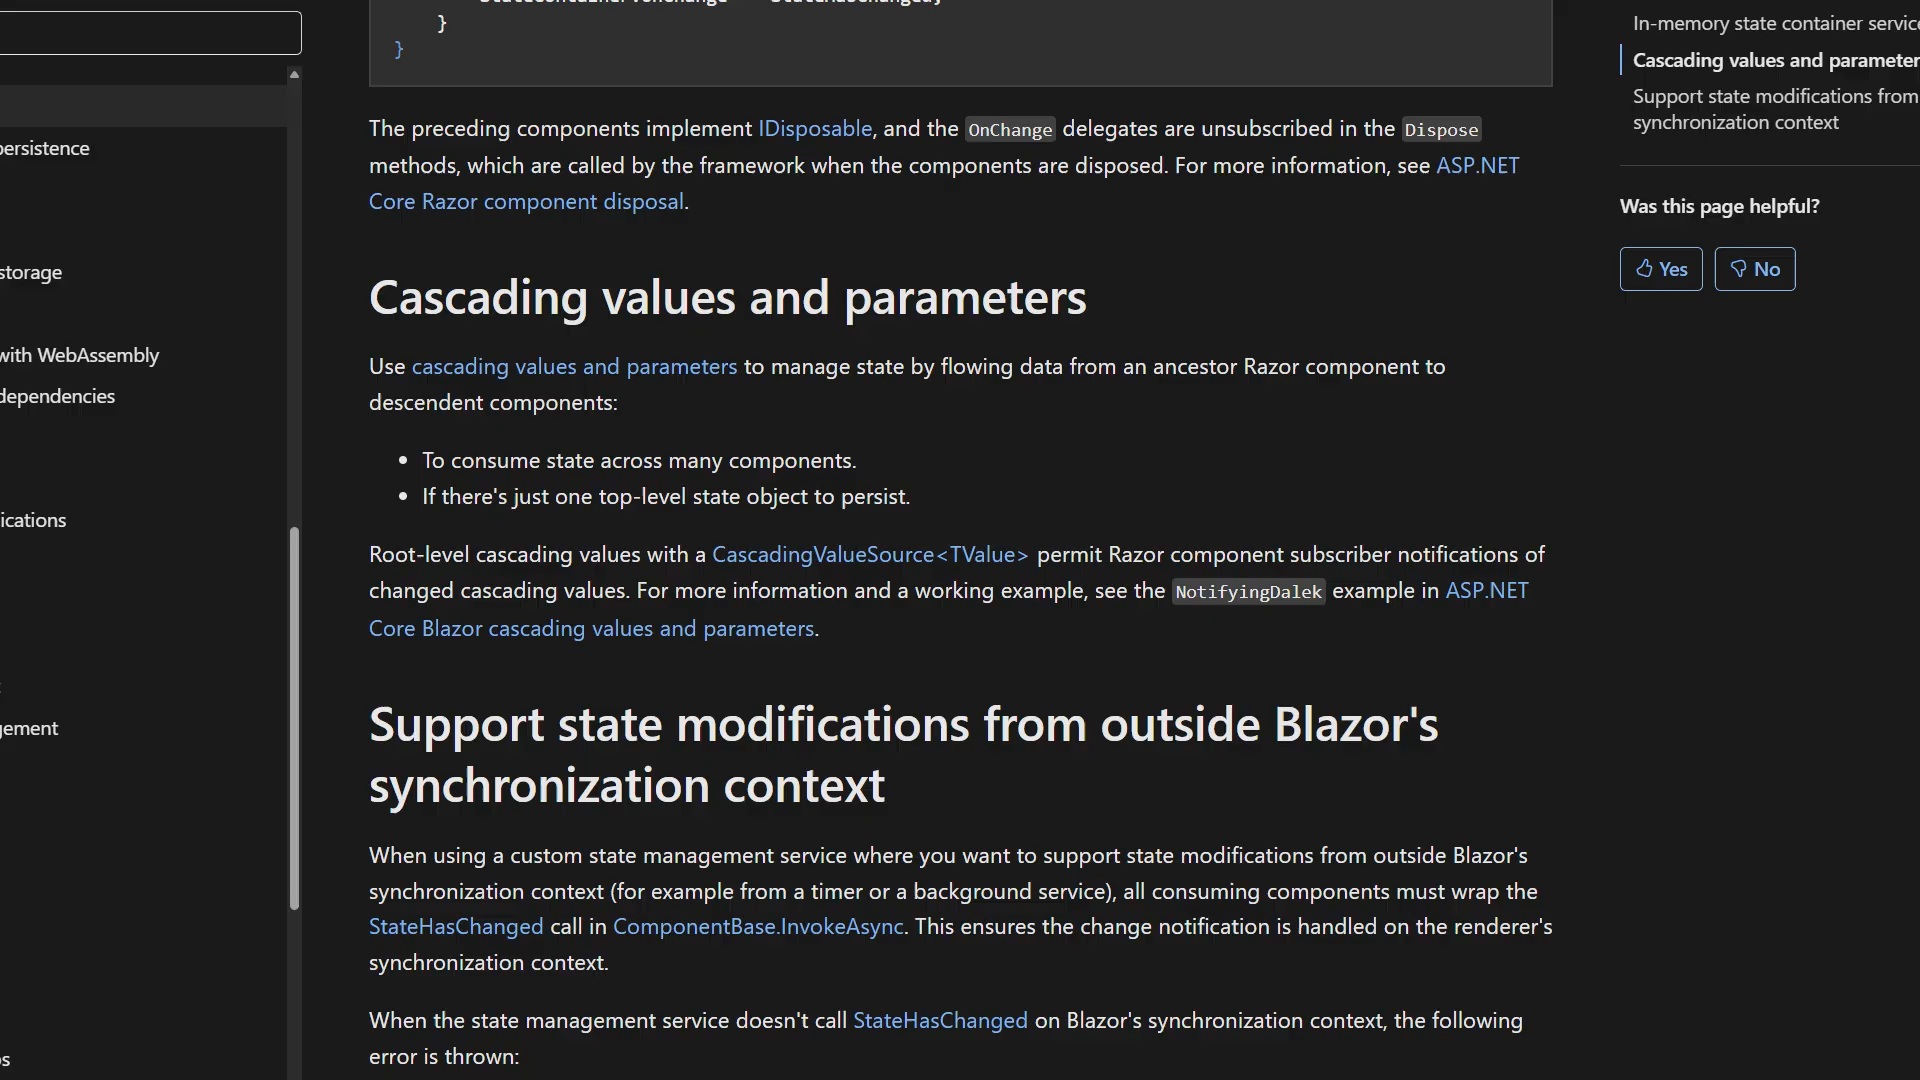 }
}
The preceding components implement IDisposable, and the OnChange delegates are unsubscribed in the Dispose
methods, which are called by the framework when the components are disposed. For more information, see ASP.NET
Core Razor component disposal.
Cascading values and parameters
Use cascading values and parameters to manage state by flowing data from an ancestor Razor component to
descendent components:
• To consume state across many components.
• If there's just one top-level state object to persist.
Root-level cascading values with a CascadingValueSource<TValue> permit Razor component subscriber notifications of
changed cascading values. For more information and a working example, see the NotifyingDalek example in ASP.NET
Core Blazor cascading values and parameters.
Support state modifications from outside Blazor's
synchronization context
When using a custom state management service where you want to support state modifications from outside Blazor's
synchronization context (for example from a timer or a background service), all consuming components must wrap the
StateHasChanged call in ComponentBase.InvokeAsync. This ensures the change notification is handled on the renderer's
synchronization context.
When the state management service doesn't call StateHasChanged on Blazor's synchronization context, the following
error is thrown:
ersistence
storage
with WebAssembly
dependencies
ications
gement
In-memory state container service
Cascading values and parameter
Support state modifications from
synchronization context
Was this page helpful?
Yes
No